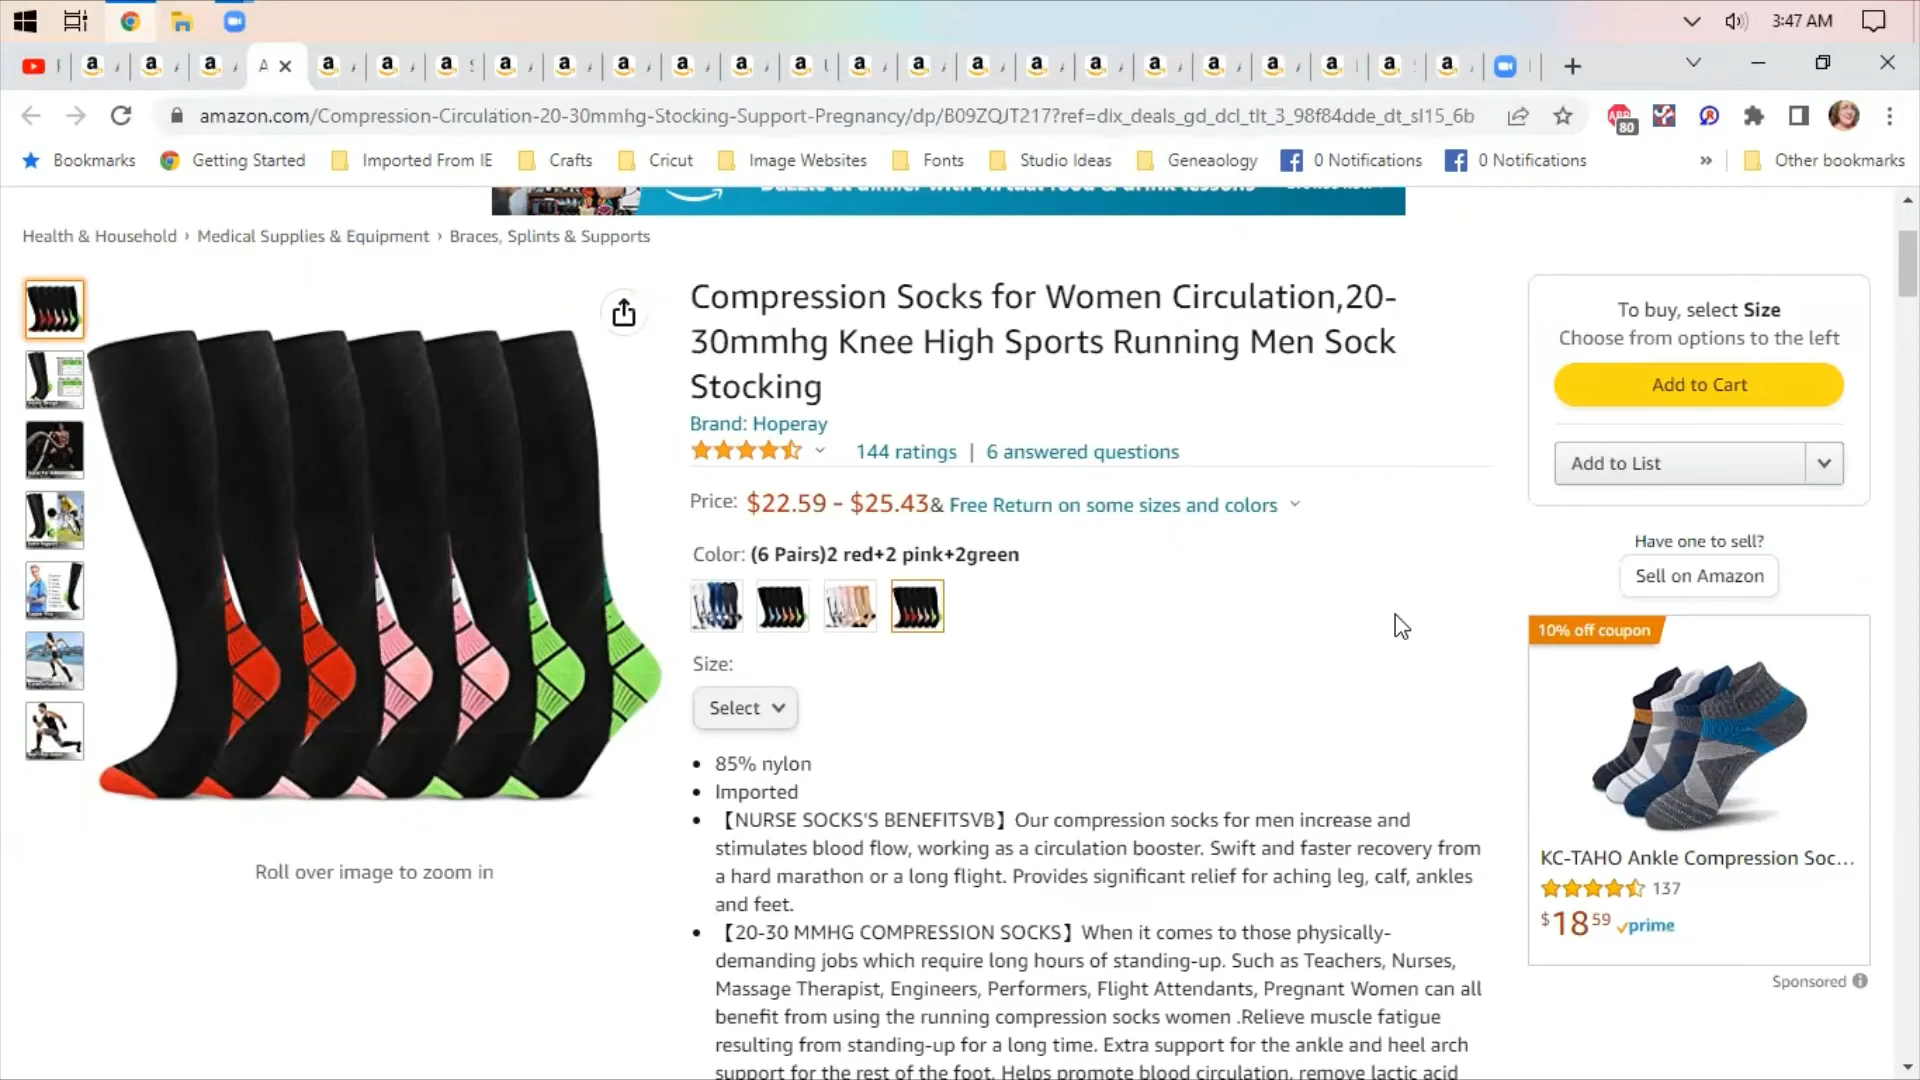 3:47 AM
A
80
amazon.com/Compression-Circulation-20-30mmhg-Stocking-Support-Pregnancy/dp/B09ZQJT217?ref=dlx_deals_gd_dcl_tlt_3_98f84dde_dt_sl15_6b
Bookmarks
Getting Started
Imported From IE
Crafts
Cricut
Image Websites
Fonts
Studio Ideas
Geneaology
0 Notifications
0 Notifications
»
Other bookmarks
Health & Household › Medical Supplies & Equipment › Braces, Splints & Supports
Compression Socks for Women Circulation,20-
30mmhg Knee High Sports Running Men Sock
Stocking
Brand: Hoperay
144 ratings | 6 answered questions
Price: $22.59 - $25.43& Free Return on some sizes and colors
Color: (6 Pairs)2 red+2 pink+2green
Size:
Select
• 85% nylon
• Imported
• 【NURSE SOCKS'S BENEFITSVB】Our compression socks for men increase and
stimulates blood flow, working as a circulation booster. Swift and faster recovery from
a hard marathon or a long flight. Provides significant relief for aching leg, calf, ankles
and feet.
• 【20-30 MMHG COMPRESSION SOCKS】When it comes to those physically-
demanding jobs which require long hours of standing-up. Such as Teachers, Nurses,
Massage Therapist, Engineers, Performers, Flight Attendants, Pregnant Women can all
benefit from using the running compression socks women .Relieve muscle fatigue
resulting from standing-up for a long time. Extra support for the ankle and heel arch
support for the rest of the foot. Helps promote blood circulation, remove lactic acid
Roll over image to zoom in
To buy, select Size
Choose from options to the left
Add to Cart
Add to List
Have one to sell?
Sell on Amazon
10% off coupon
KC-TAHO Ankle Compression Soc...
137
$18 59 prime
Sponsored